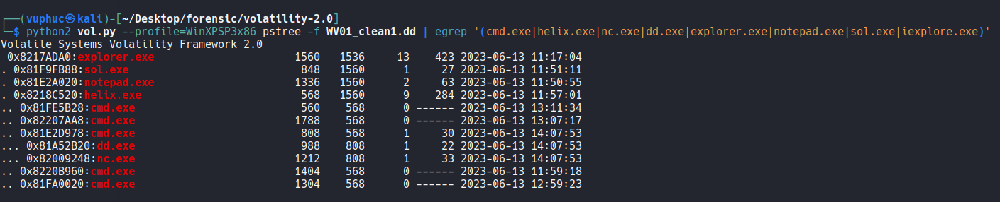 ┌──(vuphuc㉿kali)-[~/Desktop/forensic/volatility-2.0]
└─$ python2 vol.py --profile=WinXPSP3x86 pstree -f WV01_clean1.dd | egrep '(cmd.exe|helix.exe|nc.exe|dd.exe|explorer.exe|notepad.exe|sol.exe|iexplore.exe)'
Volatile Systems Volatility Framework 2.0
 0x8217ADA0:explorer.exe                      1560   1536     13    423 2023-06-13 11:17:04
. 0x81F9FB88:sol.exe                           848   1560      1     27 2023-06-13 11:51:11
. 0x81E2A020:notepad.exe                      1336   1560      2     63 2023-06-13 11:50:55
. 0x8218C520:helix.exe                         568   1560      9    284 2023-06-13 11:57:01
.. 0x81FE5B28:cmd.exe                          560    568      0 ------ 2023-06-13 13:11:34
.. 0x82207AA8:cmd.exe                         1788    568      0 ------ 2023-06-13 13:07:17
.. 0x81E2D978:cmd.exe                          808    568      1     30 2023-06-13 14:07:53
... 0x81A52B20:dd.exe                          988    808      1     22 2023-06-13 14:07:53
... 0x82009248:nc.exe                         1212    808      1     33 2023-06-13 14:07:53
.. 0x8220B960:cmd.exe                         1404    568      0 ------ 2023-06-13 11:59:18
.. 0x81FA0020:cmd.exe                         1304    568      0 ------ 2023-06-13 12:59:23